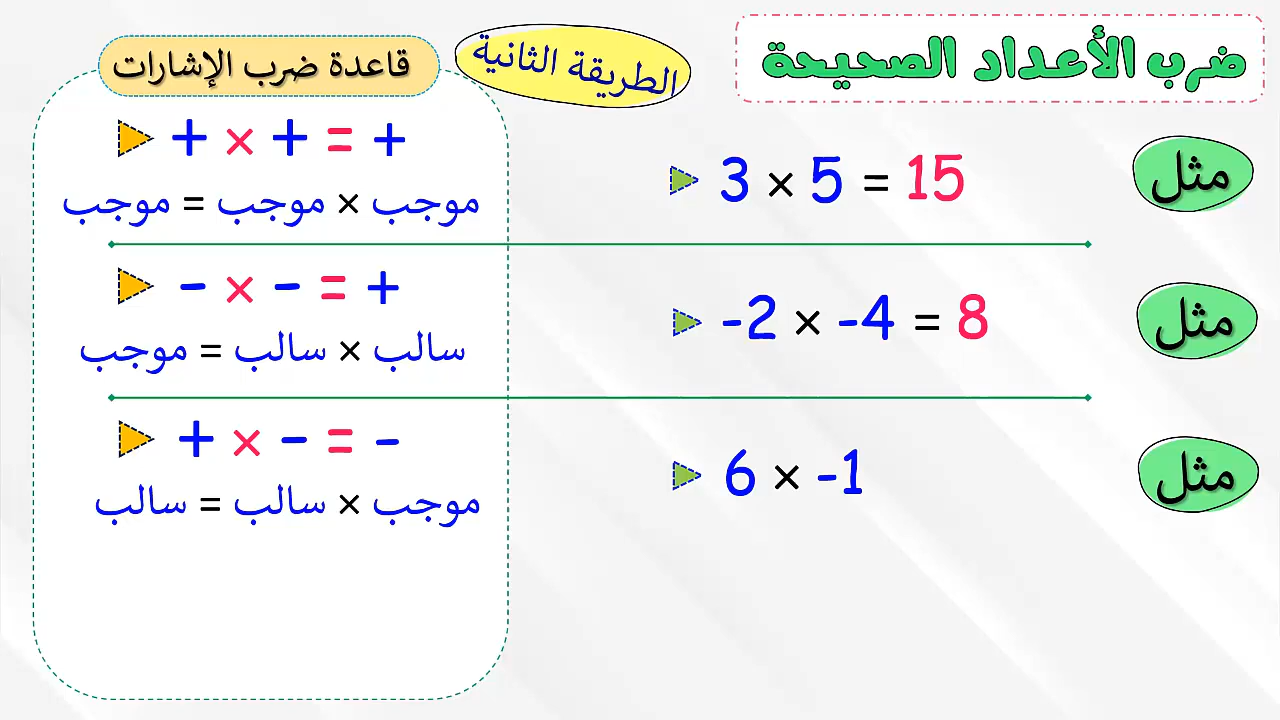 ضرب الأعداد الصحيحة
الطريقة الثانية
قاعدة ضرب الإشارات
+ × + = +
موجب × موجب = موجب
مثل
3 × 5 = 15
- × - = +
سالب × سالب = موجب
مثل
-2 × -4 = 8
+ × - = -
موجب × سالب = سالب
مثل
6 × -1